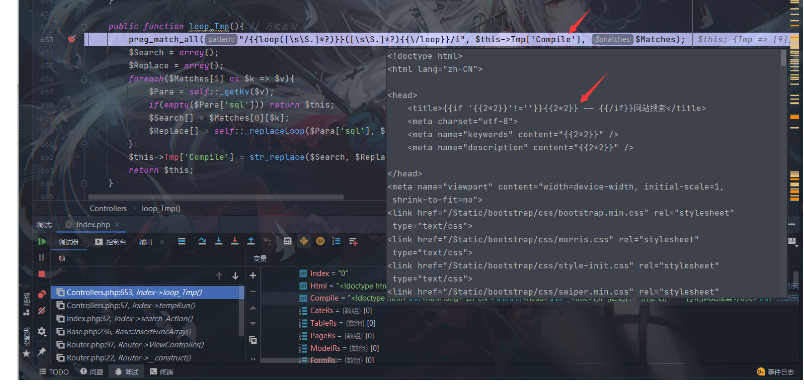 public function loop_Tmp(){ // 万能查询
653
preg_match_all( pattern: "/{{loop([\s\S.]*?)}}([\s\S.]*?){{\/loop}}/i", $this->Tmp['Compile'], &matches: $Matches); $this: {Tmp => [9],
$Search = array();
$Replace = array();
foreach($Matches[1] as $k => $v){
$Para = self::_getKv($v);
if(empty($Para['sql'])) return $this;
$Search[] = $Matches[0][$k];
$Replace[] = self::_replaceLoop($Para['sql'], $
}
$this->Tmp['Compile'] = str_replace($Search, $Repla
return $this;
}
<!doctype html>
<html lang="zh-CN">
<head>
<title>{{if '{{2*2}}'!=''}}{{2*2}} —— {{/if}}网站搜索</title>
<meta charset="utf-8">
<meta name="keywords" content="{{2*2}}" />
<meta name="description" content="{{2*2}}" />
</head>
<meta name="viewport" content="width=device-width, initial-scale=1,
shrink-to-fit=no">
<link href="/Static/bootstrap/css/bootstrap.min.css" rel="stylesheet"
type="text/css">
<link href="/Static/bootstrap/css/morris.css" rel="stylesheet"
type="text/css">
<link href="/Static/bootstrap/css/style-init.css" rel="stylesheet"
type="text/css">
<link href="/Static/bootstrap/css/swiper.min.css" rel="stylesheet"
Controllers › loop_Tmp()
调试: index.php ×
调试器 控制台 输出
帧
变量
Controllers.php:653, Index->loop_Tmp()
Controllers.php:57, Index->tempRun()
Index.php:32, Index->search_Action()
Base.php:236, Base::insertFuncArray()
Router.php:97, Router->ViewController()
Router.php:22, Router->__construct()
Index = "0"
Html = "<!doctype htm
Compile = "<!doctype
CateRs = {数组} [0]
TableRs = {数组} [0]
PageRs = {数组} [0]
ModelRs = {数组} [0]
FormRs = {数组} [0]
TODO 问题 调试 终端 事件日志